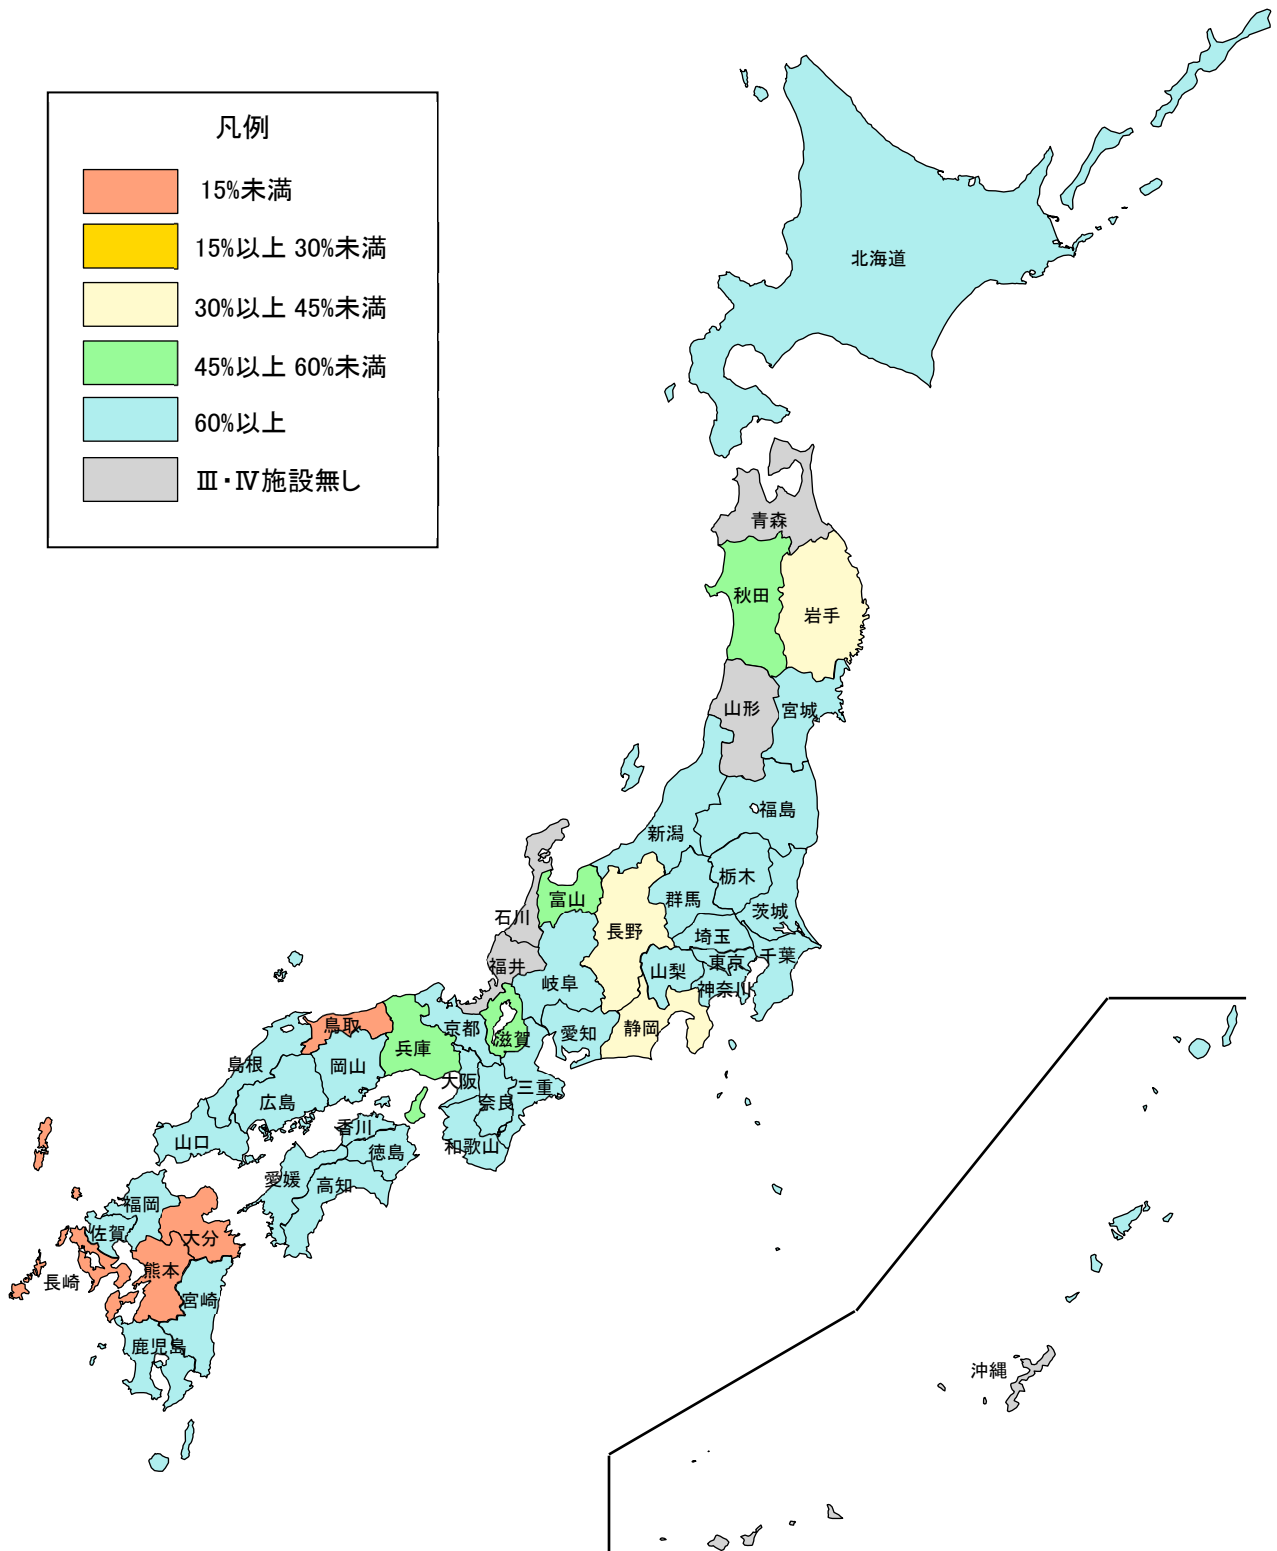 凡例
15%未満
15%以上 30%未満
30%以上 45%未満
45%以上 60%未満
60%以上
Ⅲ・Ⅳ施設無し
北海道
青森
秋田
岩手
山形
宮城
福島
新潟
栃木
群馬
茨城
富山
石川
長野
埼玉
千葉
東京
福井
岐阜
山梨
神奈川
鳥取
京都
滋賀
愛知
静岡
兵庫
島根
岡山
大阪
三重
広島
奈良
香川
山口
和歌山
徳島
愛媛
高知
福岡
佐賀
大分
熊本
長崎
宮崎
鹿児島
沖縄